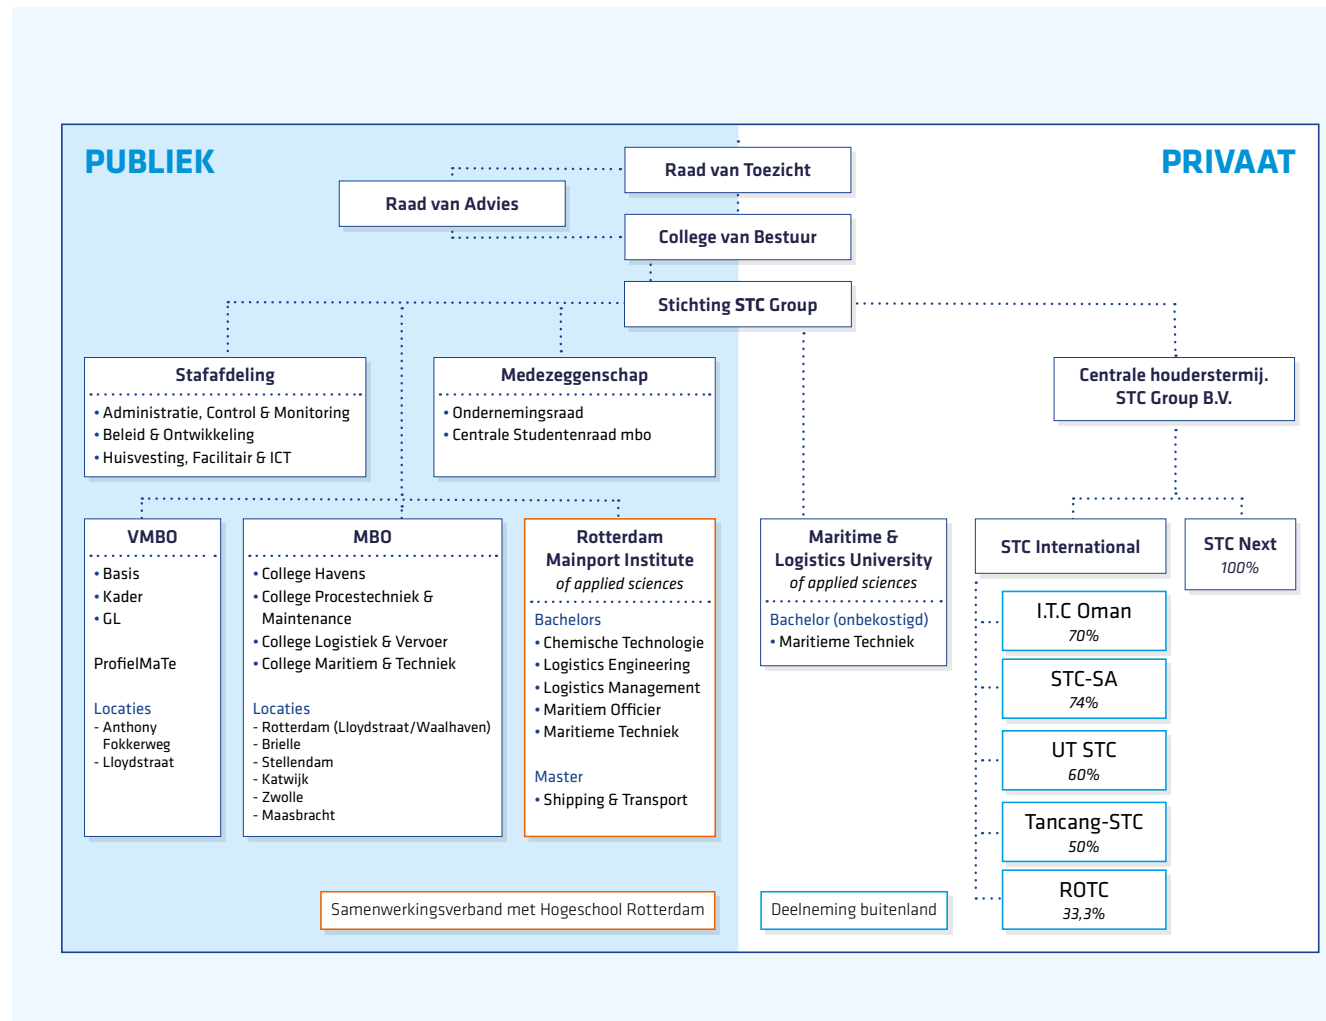 PUBLIEK
PRIVAAT
Raad van Toezicht
Raad van Advies
College van Bestuur
Stichting STC Group
Stafafdeling
• Administratie, Control & Monitoring
• Beleid & Ontwikkeling
• Huisvesting, Facilitair & ICT
Medezeggenschap
• Ondernemingsraad
• Centrale Studentenraad mbo
Centrale houdstermij.
STC Group B.V.
VMBO
• Basis
• Kader
• GL
ProfielMaTe
Locaties
- Anthony
Fokkerweg
- Lloydstraat
MBO
• College Havens
• College Procestechniek &
Maintenance
• College Logistiek & Vervoer
• College Maritiem & Techniek
Locaties
- Rotterdam (Lloydstraat/Waalhaven)
- Brielle
- Stellendam
- Katwijk
- Zwolle
- Maasbracht
Rotterdam
Mainport Institute
of applied sciences
Bachelors
• Chemische Technologie
• Logistics Engineering
• Logistics Management
• Maritiem Officier
• Maritieme Techniek
Master
• Shipping & Transport
Maritime &
Logistics University
of applied sciences
Bachelor (onbekostigd)
• Maritieme Techniek
STC International
STC Next
100%
I.T.C Oman
70%
STC-SA
74%
UT STC
60%
Tancang-STC
50%
ROTC
33,3%
Samenwerkingsverband met Hogeschool Rotterdam
Deelneming buitenland